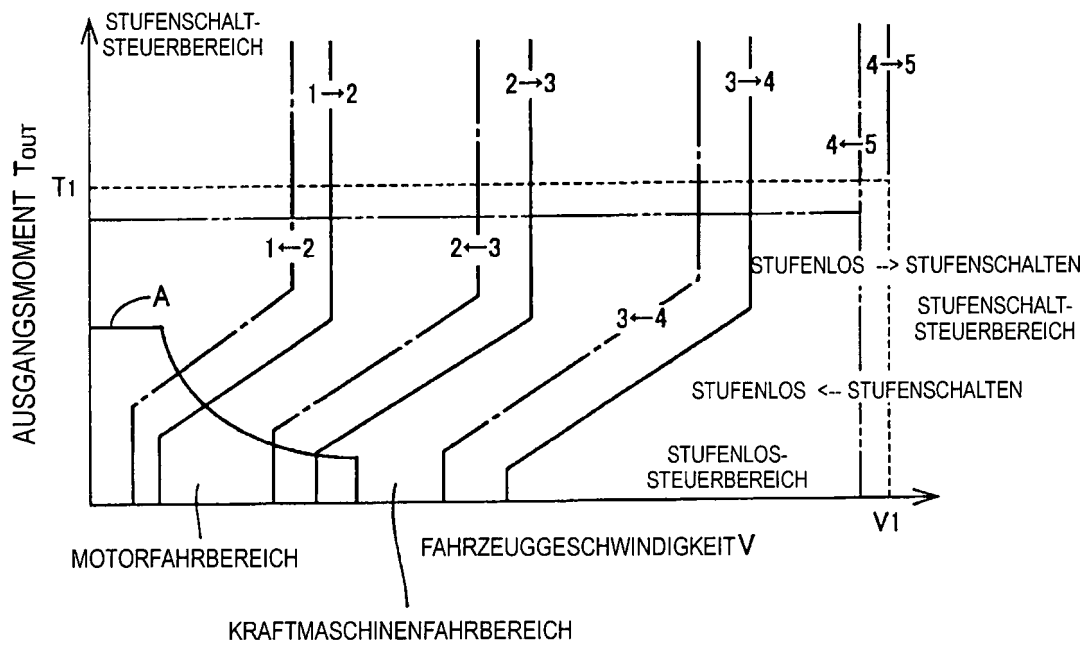 STUFENSCHALT-
STEUERBEREICH
4→5
1→2
2→3
3→4
4←5
T1
AUSGANGSMOMENT TOUT
1←2
2←3
STUFENLOS --> STUFENSCHALTEN
A
3←4
STUFENSCHALT-
STEUERBEREICH
STUFENLOS <-- STUFENSCHALTEN
STUFENLOS-
STEUERBEREICH
V1
MOTORFAHRBEREICH
FAHRZEUGGESCHWINDIGKEIT V
KRAFTMASCHINENFAHRBEREICH